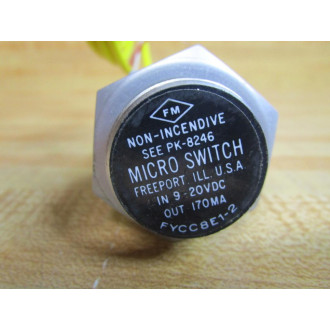 FM
NON-INCENDIVE
SEE PK-8246
MICRO SWITCH
FREEPORT ILL. U.S.A
IN 9-20VDC
OUT 170MA
FYCC8E1-2